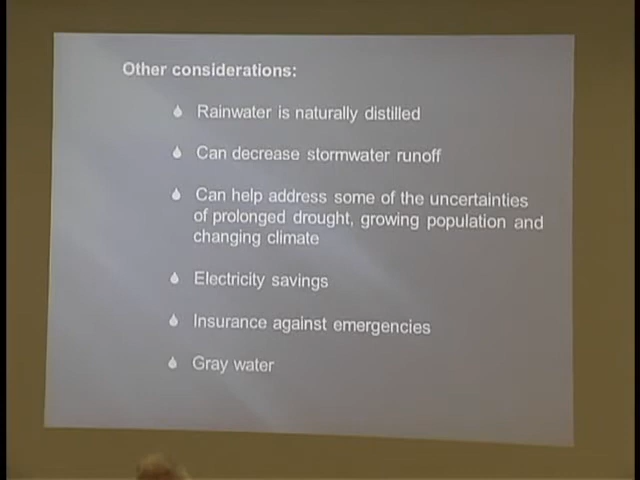 Other considerations:
Rainwater is naturally distilled
Can decrease stormwater runoff
Can help address some of the uncertainties
of prolonged drought, growing population and
changing climate
Electricity savings
Insurance against emergencies
Gray water